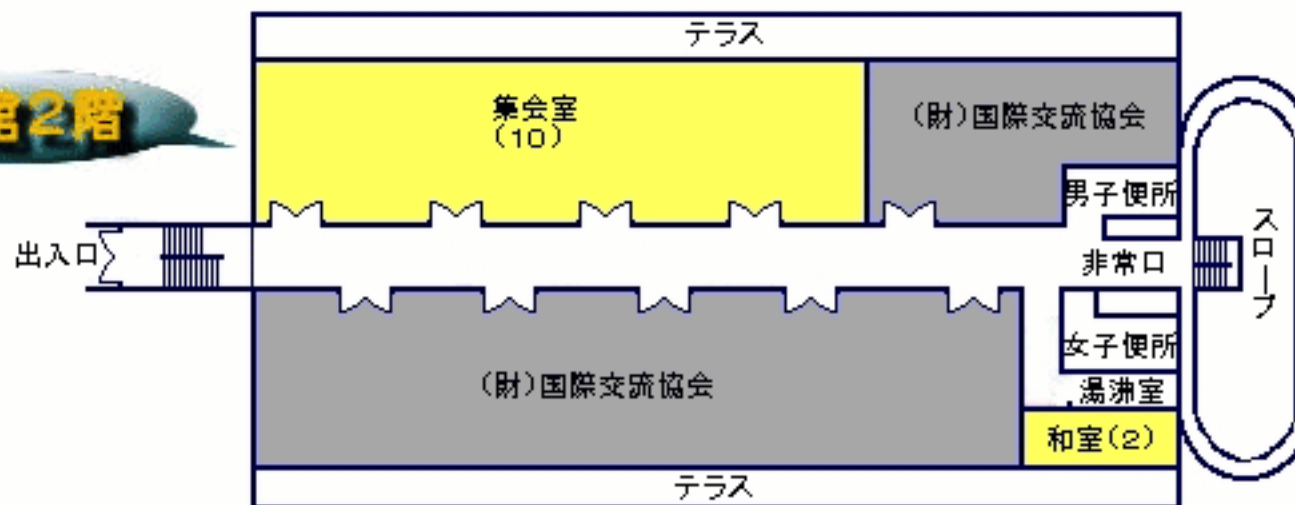 テラス
館2階
集会室
(10)
(財)国際交流協会
男子便所
出入口
非常口
スロープ
女子便所
(財)国際交流協会
湯沸室
和室(2)
テラス